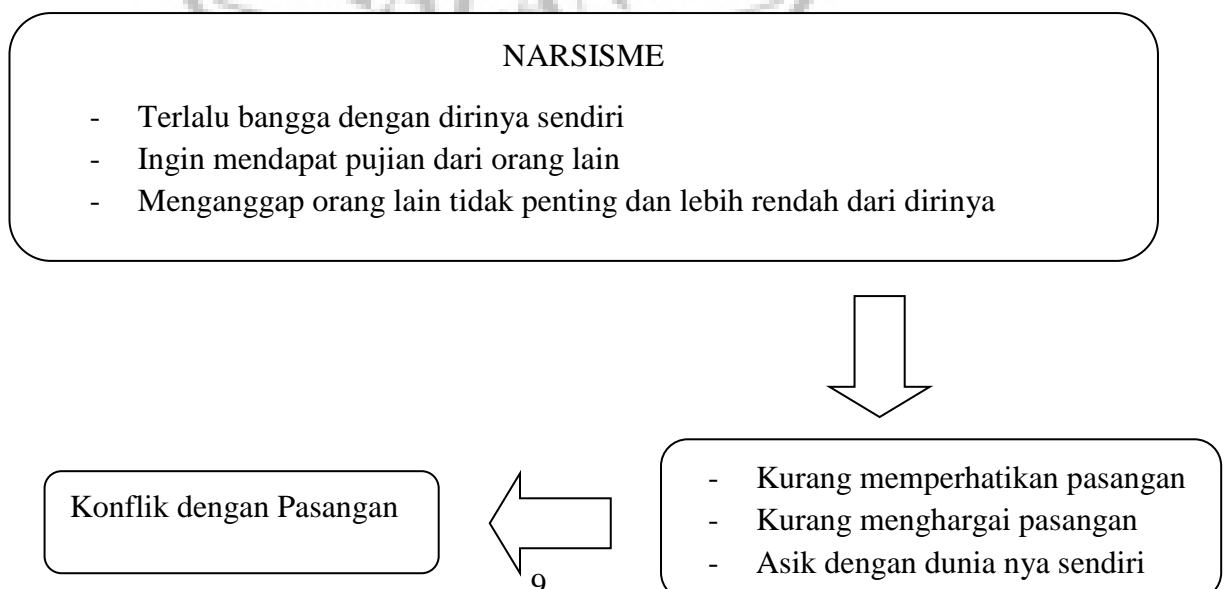 NARSISME
- Terlalu bangga dengan dirinya sendiri
- Ingin mendapat pujian dari orang lain
- Menganggap orang lain tidak penting dan lebih rendah dari dirinya
- Kurang memperhatikan pasangan
- Kurang menghargai pasangan
- Asik dengan dunia nya sendiri
Konflik dengan Pasangan
9